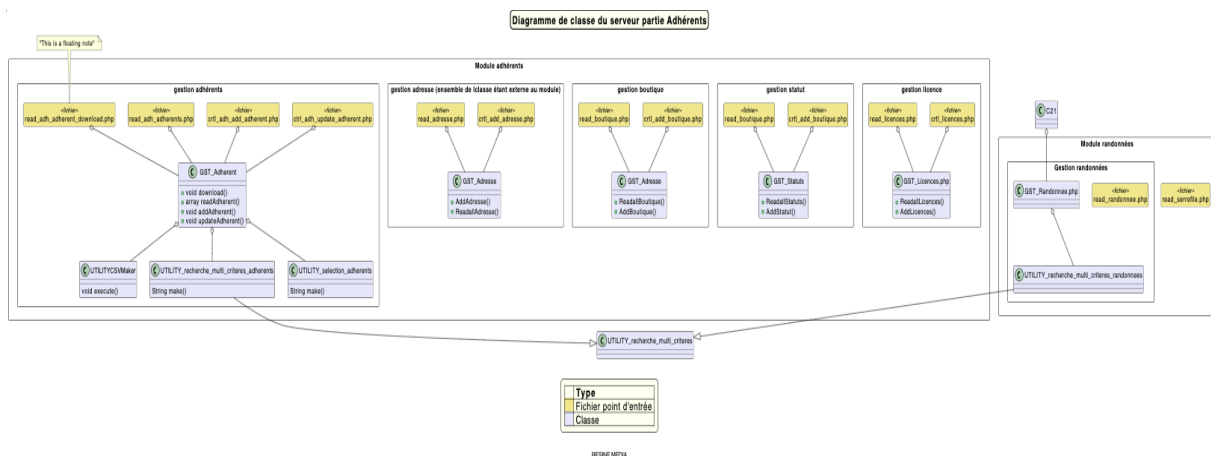 Diagramme de classe du serveur partie Adhérents
"This is a floating note"
Module adhérents
gestion adhérents
«fichier»
read_adh_adherent_download.php
«fichier»
read_adh_adherents.php
«fichier»
crtl_adh_add_adherent.php
«fichier»
ctrl_adh_update_adherent.php
C GST_Adherent
void download()
array readAdherent()
void addAdherent()
void updateAdherent()
C UTILITYCSVMaker
void execute()
C UTILITY_recherche_multi_criteres_adherents
String make()
C UTILITY_selection_adherents
String make()
gestion adresse (ensemble de lclasse étant externe au module)
«fichier»
read_adresse.php
«fichier»
crtl_add_adresse.php
C GST_Adresse
AddAdresse()
ReadallAdresse()
gestion boutique
«fichier»
read_boutique.php
«fichier»
crtl_add_boutique.php
C GST_Adresse
ReadallBoutique()
AddBoutique()
gestion statut
«fichier»
read_boutique.php
«fichier»
crtl_add_boutique.php
C GST_Statuts
ReadallStatuts()
AddStatut()
gestion licence
«fichier»
read_licences.php
«fichier»
crtl_licences.php
C GST_Licences.php
ReadallLicences()
AddLicences()
C C21
Module randonnées
Gestion randonnées
C GST_Randonnee.php
«fichier»
read_randonnee.php
«fichier»
read_serrefile.php
C UTILITY_recherche_multi_criteres_randonnees
C UTILITY_recherche_multi_criteres
Type
Fichier point d'entrée
Classe
RESINE MEDIA